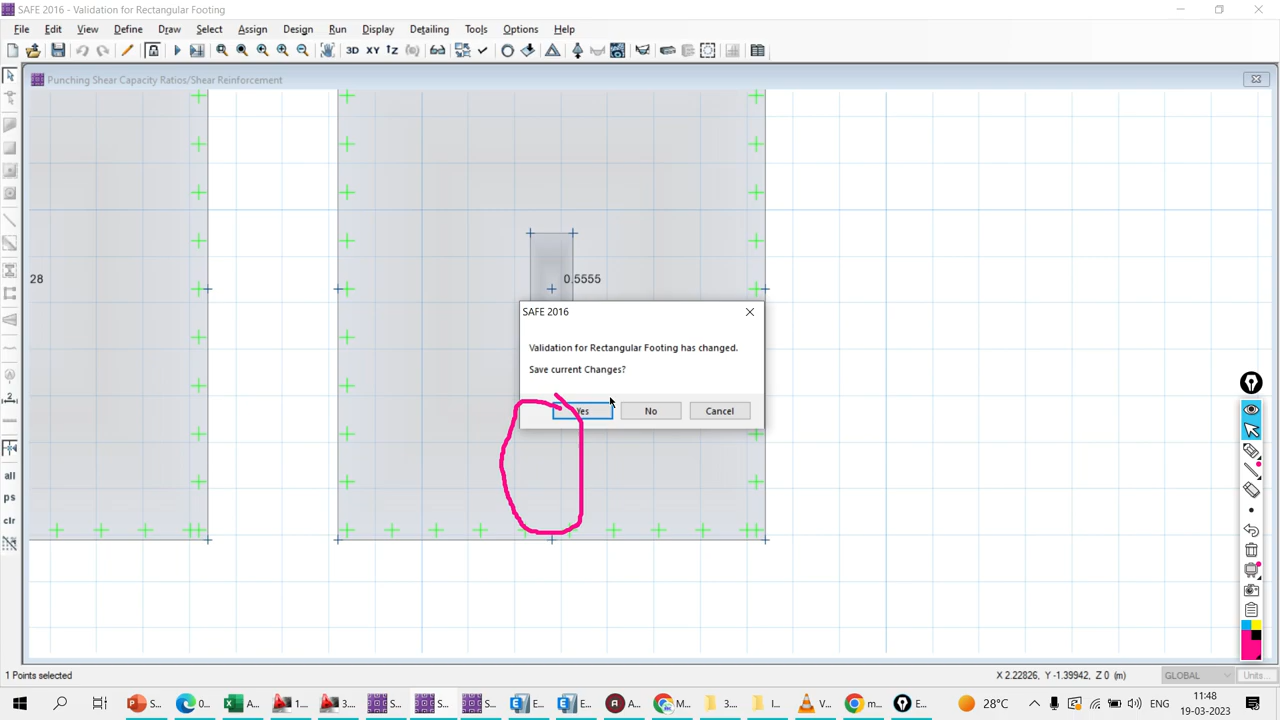 SAFE 2016 - Validation for Rectangular Footing
File Edit View Define Draw Select Assign Design Run Display Detailing Tools Options Help
3D XY
Punching Shear Capacity Ratios/Shear Reinforcement
28
0.5555
SAFE 2016
Validation for Rectangular Footing has changed.
Save current Changes?
Yes No Cancel
2
all
ps
clr
1 Points selected
X 2.22826, Y -1.39942, Z 0 (m)
GLOBAL
Units...
28°C
11:48
19-03-2023